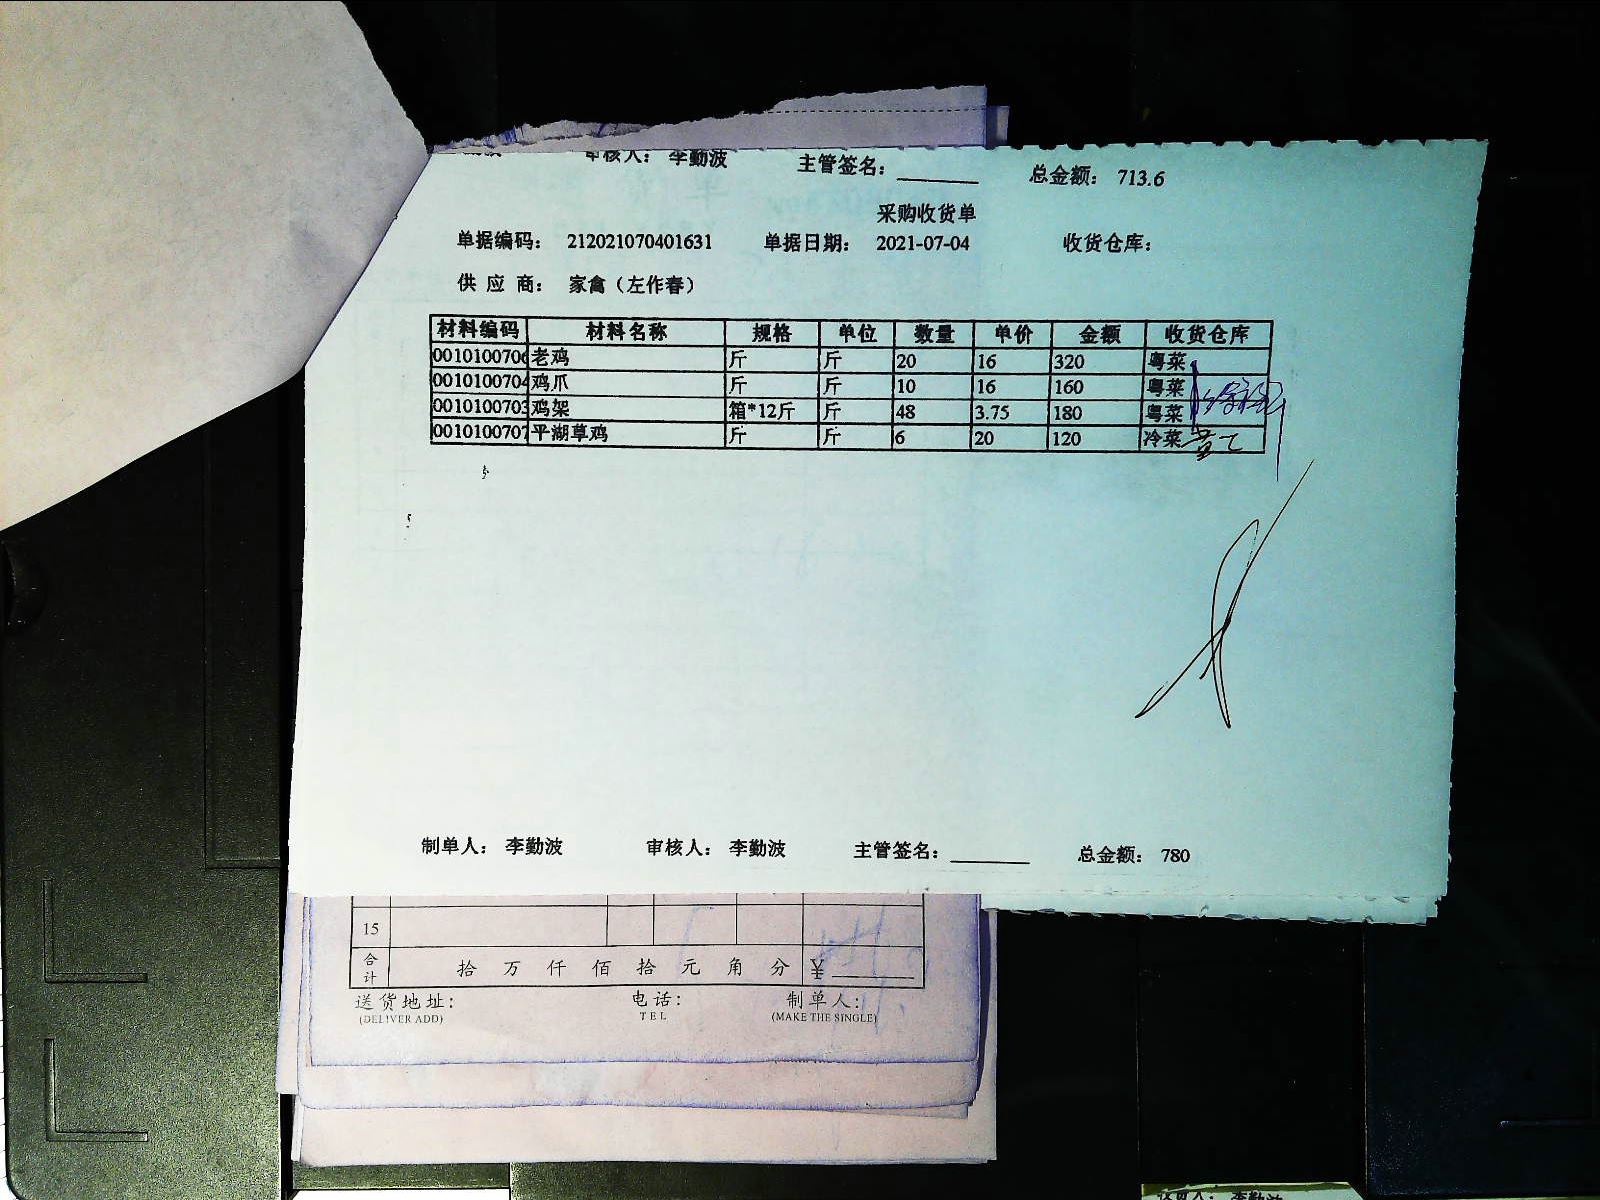 审核人： 李勤波 主管签名：________ 总金额： 713.6
采购收货单
单据编码： 212021070401631 单据日期： 2021-07-04 收货仓库：
供 应 商： 家禽（左作春）
材料编码 材料名称 规格 单位 数量 单价 金额 收货仓库
0010100706 老鸡 斤 斤 20 16 320 粤菜
0010100704 鸡爪 斤 斤 10 16 160 粤菜
0010100703 鸡架 箱*12斤 斤 48 3.75 180 粤菜
0010100707 平湖草鸡 斤 斤 6 20 120 冷菜
制单人： 李勤波 审核人： 李勤波 主管签名：________ 总金额： 780
15
合计 拾 万 仟 佰 拾 元 角 分 ¥________
送货地址： 电话： 制单人：
(DELIVER ADD) TEL (MAKE THE SINGLE)